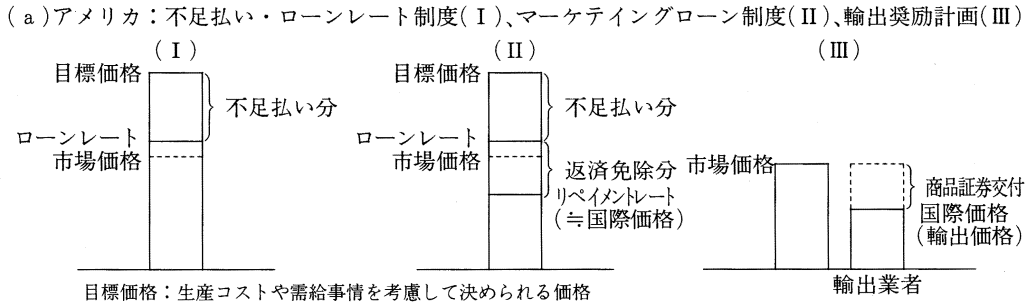 (a)アメリカ：不足払い・ローンレート制度(I)、マーケテイングローン制度(II)、輸出奨励計画(III)
(I)
目標価格
不足払い分
ローンレート
市場価格
(II)
目標価格
不足払い分
ローンレート
市場価格
返済免除分
リペイメントレート
(≒国際価格)
(III)
市場価格
商品証券交付
国際価格
(輸出価格)
輸出業者
目標価格：生産コストや需給事情を考慮して決められる価格